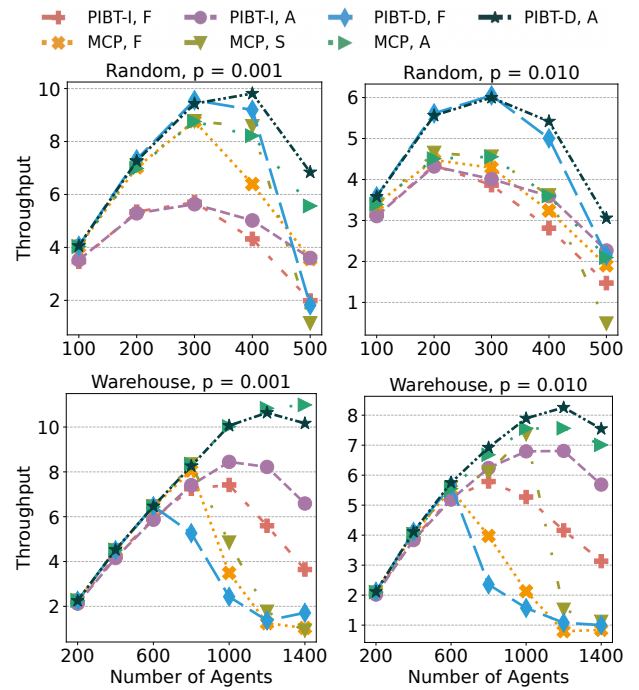 PIBT-I, F PIBT-I, A PIBT-D, F PIBT-D, A
MCP, F MCP, S MCP, A
Random, p = 0.001
Throughput
10
8
6
4
2
100 200 300 400 500
Random, p = 0.010
6
5
4
3
2
1
100 200 300 400 500
Warehouse, p = 0.001
Throughput
10
8
6
4
2
200 600 1000 1400
Number of Agents
Warehouse, p = 0.010
8
7
6
5
4
3
2
1
200 600 1000 1400
Number of Agents